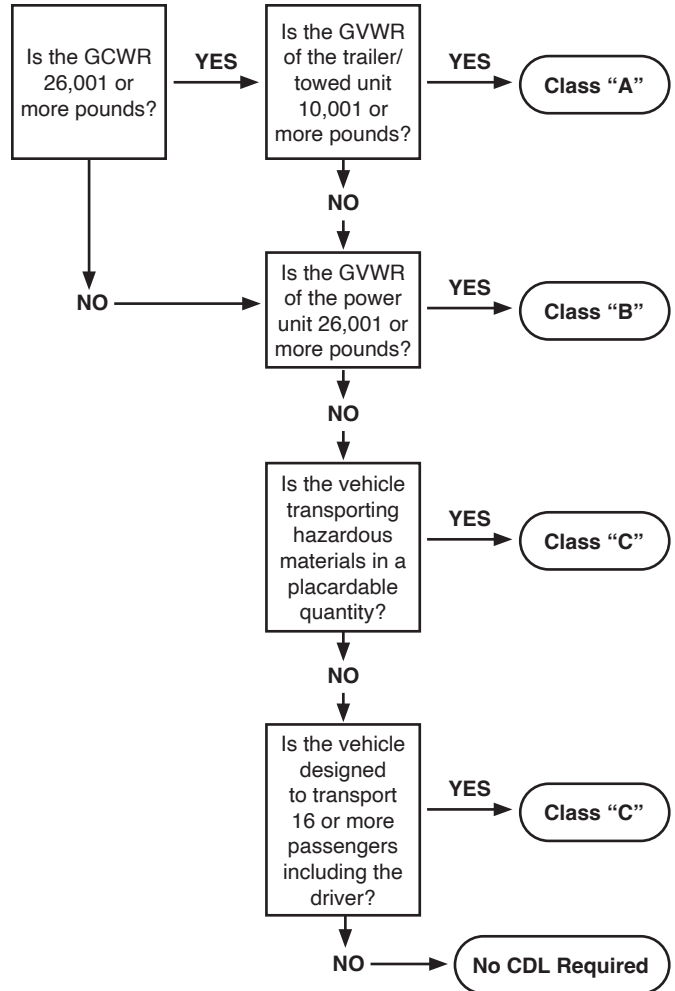 Is the GCWR
26,001 or
more pounds?
YES
Is the GVWR
of the trailer/
towed unit
10,001 or
more pounds?
YES
Class “A”
NO
NO
Is the GVWR
of the power
unit 26,001 or
more pounds?
YES
Class “B”
NO
Is the vehicle
transporting
hazardous
materials in a
placardable
quantity?
YES
Class “C”
NO
Is the vehicle
designed
to transport
16 or more
passengers
including the
driver?
YES
Class “C”
NO
No CDL Required